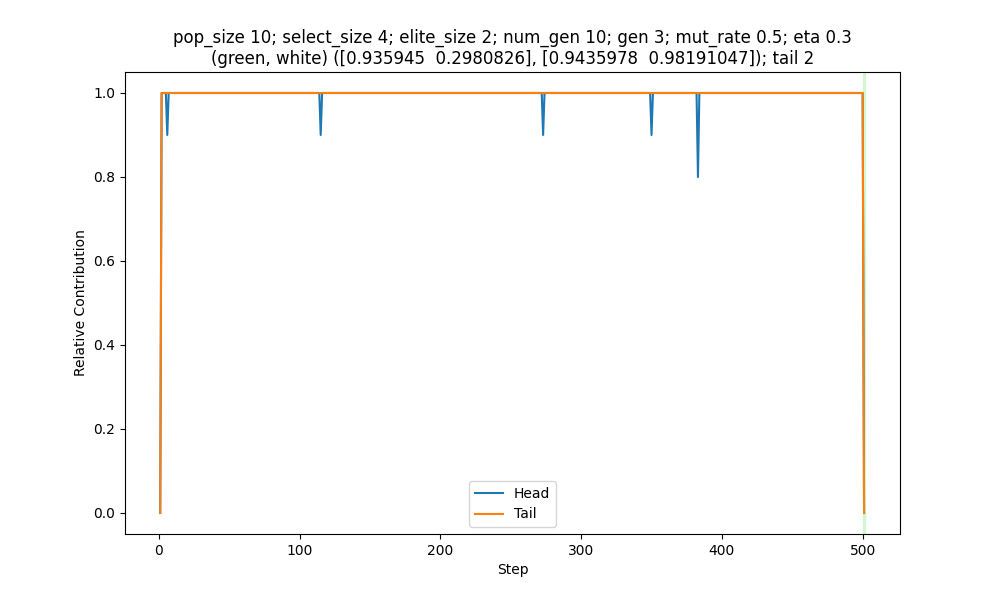 pop_size 10; select_size 4; elite_size 2; num_gen 10; gen 3; mut_rate 0.5; eta 0.3
(green, white) ([0.935945  0.2980826], [0.9435978  0.98191047]); tail 2
1.0
0.8
0.6
0.4
0.2
0.0
Relative Contribution
Head
Tail
0
100
200
300
400
500
Step